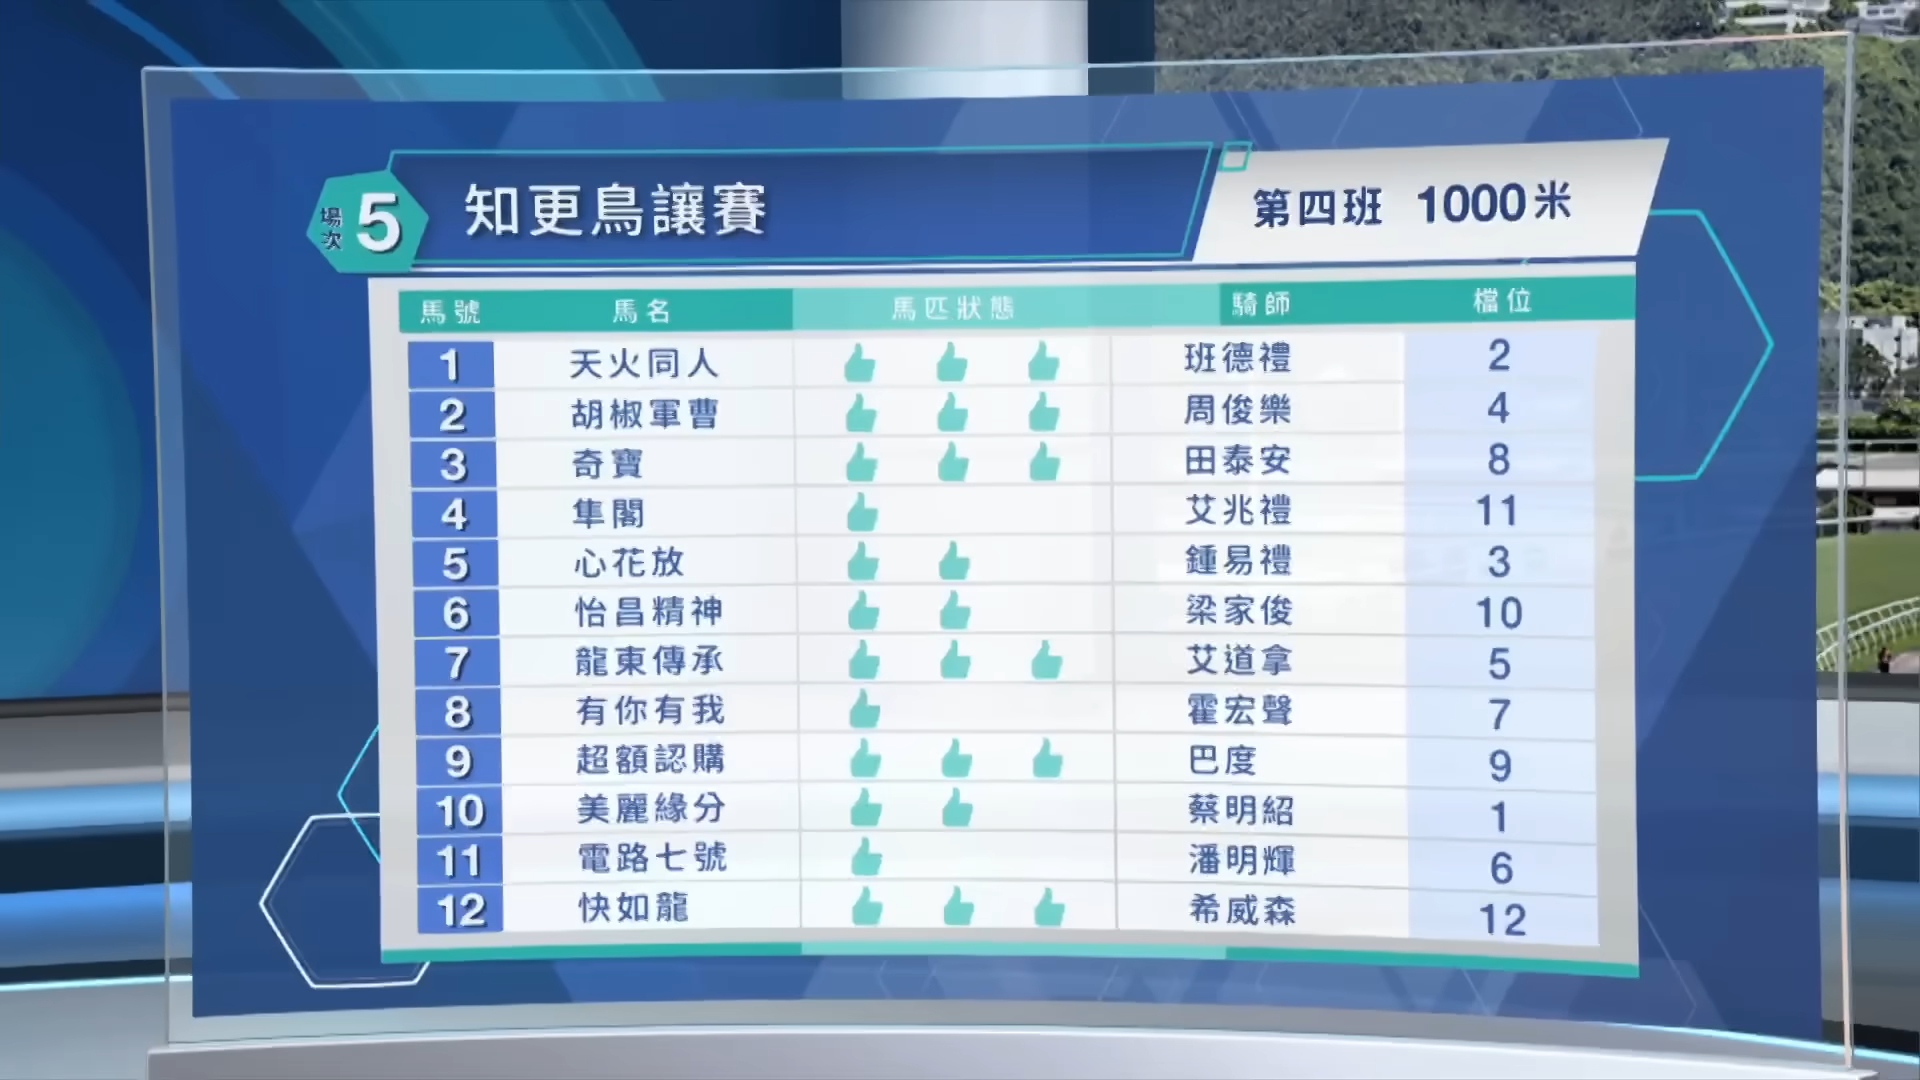 場次 5 知更鳥讓賽 第四班 1000米
馬號 馬名 馬匹狀態 騎師 檔位
1 天火同人 班德禮 2
2 胡椒軍曹 周俊樂 4
3 奇寶 田泰安 8
4 隼閣 艾兆禮 11
5 心花放 鍾易禮 3
6 怡昌精神 梁家俊 10
7 龍東傳承 艾道拿 5
8 有你有我 霍宏聲 7
9 超額認購 巴度 9
10 美麗緣分 蔡明紹 1
11 電路七號 潘明輝 6
12 快如龍 希威森 12